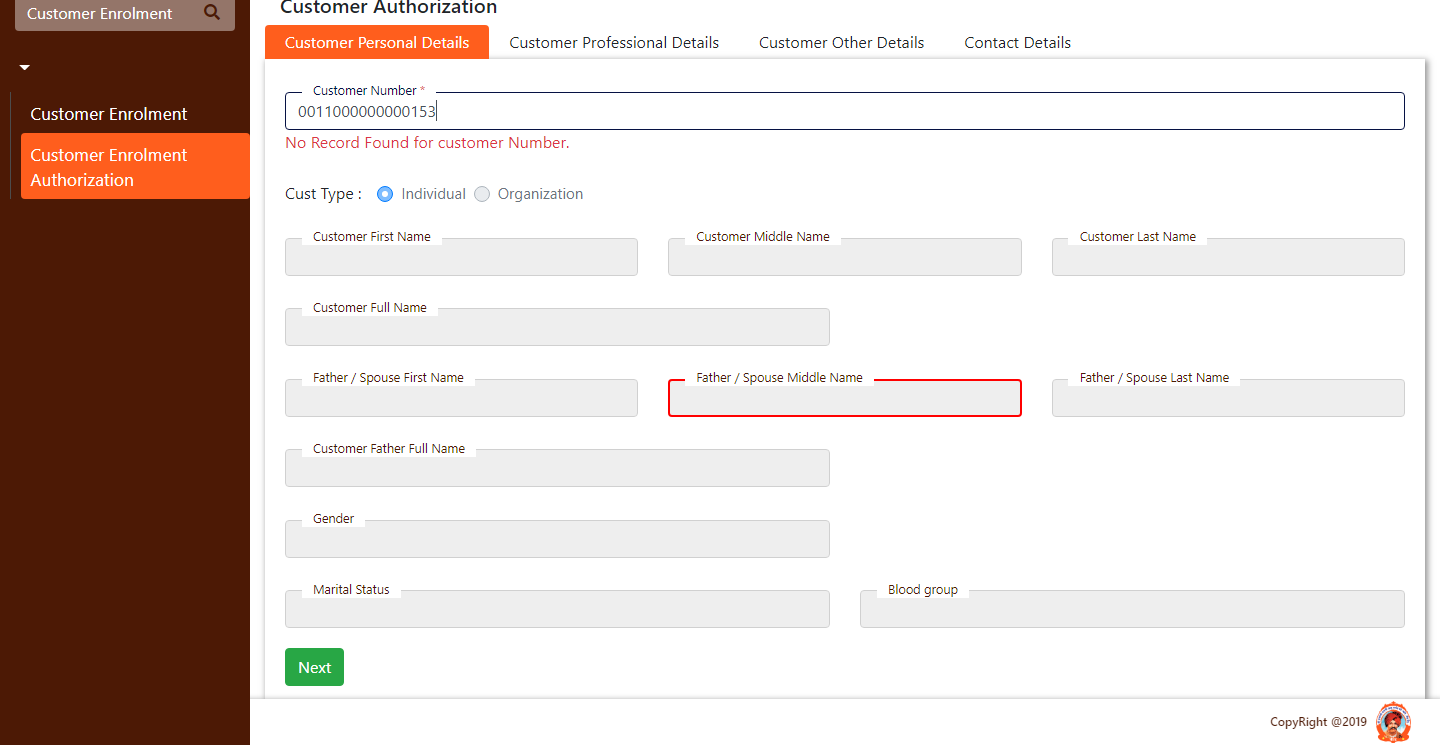 Customer Enrolment
Customer Enrolment
Customer Enrolment
Authorization
Customer Authorization
Customer Personal Details
Customer Professional Details
Customer Other Details
Contact Details
Customer Number *
0011000000000153
No Record Found for customer Number.
Cust Type :
Individual
Organization
Customer First Name
Customer Middle Name
Customer Last Name
Customer Full Name
Father / Spouse First Name
Father / Spouse Middle Name
Father / Spouse Last Name
Customer Father Full Name
Gender
Marital Status
Blood group
Next
CopyRight @2019